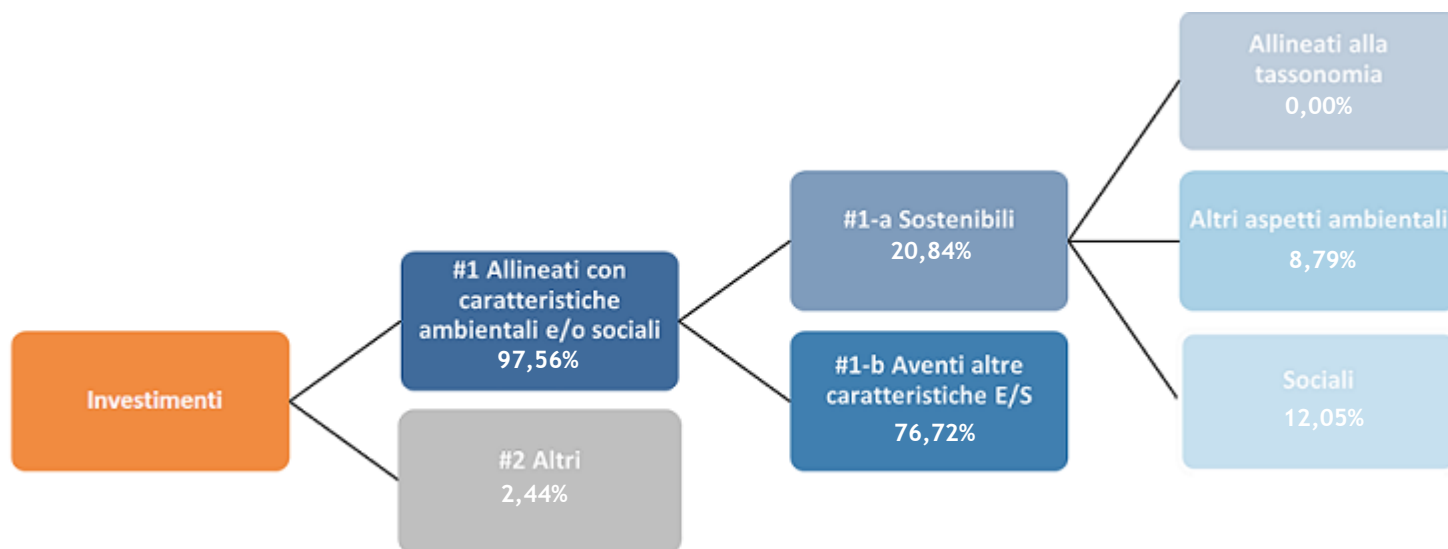 Investimenti
#1 Allineati con
caratteristiche
ambientali e/o sociali
97,56%
#2 Altri
2,44%
#1-a Sostenibili
20,84%
#1-b Aventi altre
caratteristiche E/S
76,72%
Allineati alla
tassonomia
0,00%
Altri aspetti ambientali
8,79%
Sociali
12,05%